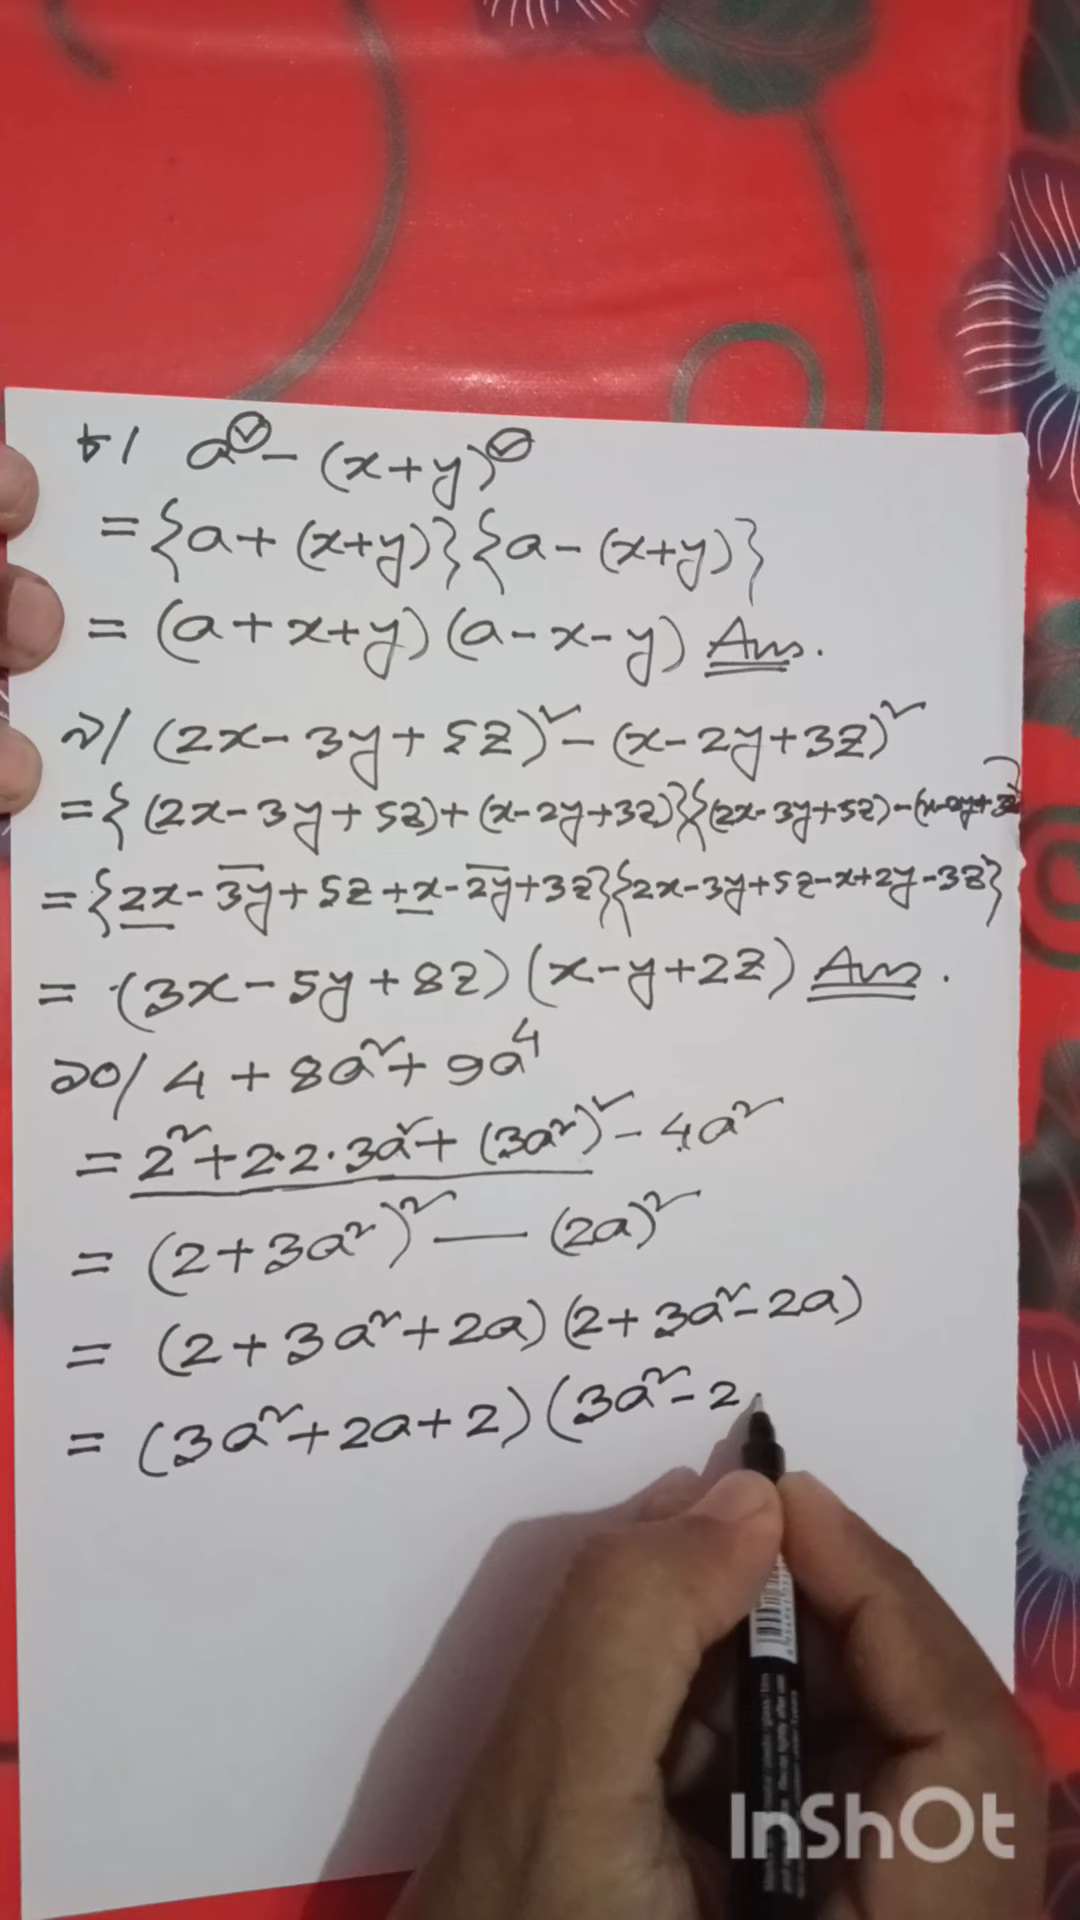 ৮। a² - (x+y)²
= {a + (x+y)} {a - (x+y)}
= (a+x+y) (a-x-y) Ans.
৯। (2x-3y+5z)² - (x-2y+3z)²
= {(2x-3y+5z)+(x-2y+3z)}{(2x-3y+5z)-(x-2y+3z
= {2x-3y+5z+x-2y+3z}{2x-3y+5z-x+2y-3z}
= (3x-5y+8z) (x-y+2z) Ans.
১০। 4 + 8a² + 9a⁴
= 2² + 2·2·3a² + (3a²)² - 4a²
= (2+3a²)² — (2a)²
= (2+3a²+2a) (2+3a²-2a)
= (3a²+2a+2) (3a²-2
InShOt